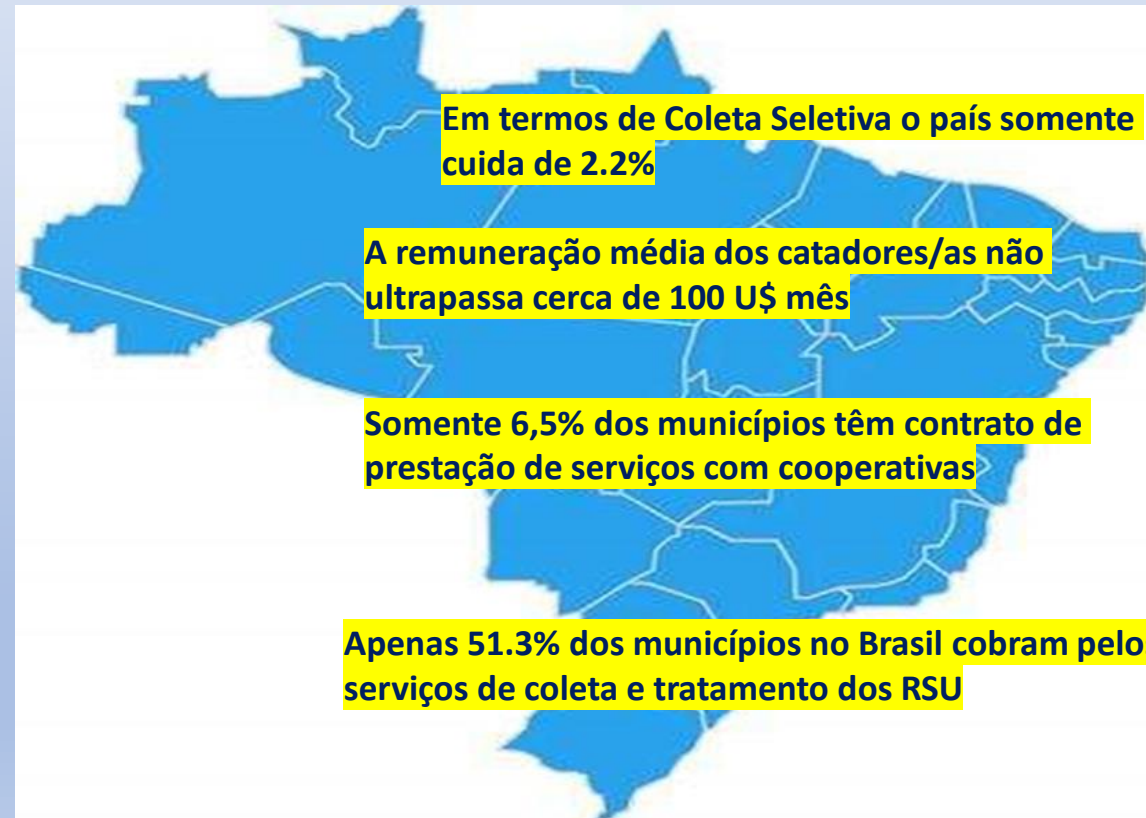 Em termos de Coleta Seletiva o país somente
cuida de 2.2%
A remuneração média dos catadores/as não
ultrapassa cerca de 100 U$ mês
Somente 6,5% dos municípios têm contrato de
prestação de serviços com cooperativas
Apenas 51.3% dos municípios no Brasil cobram pelo
serviços de coleta e tratamento dos RSU